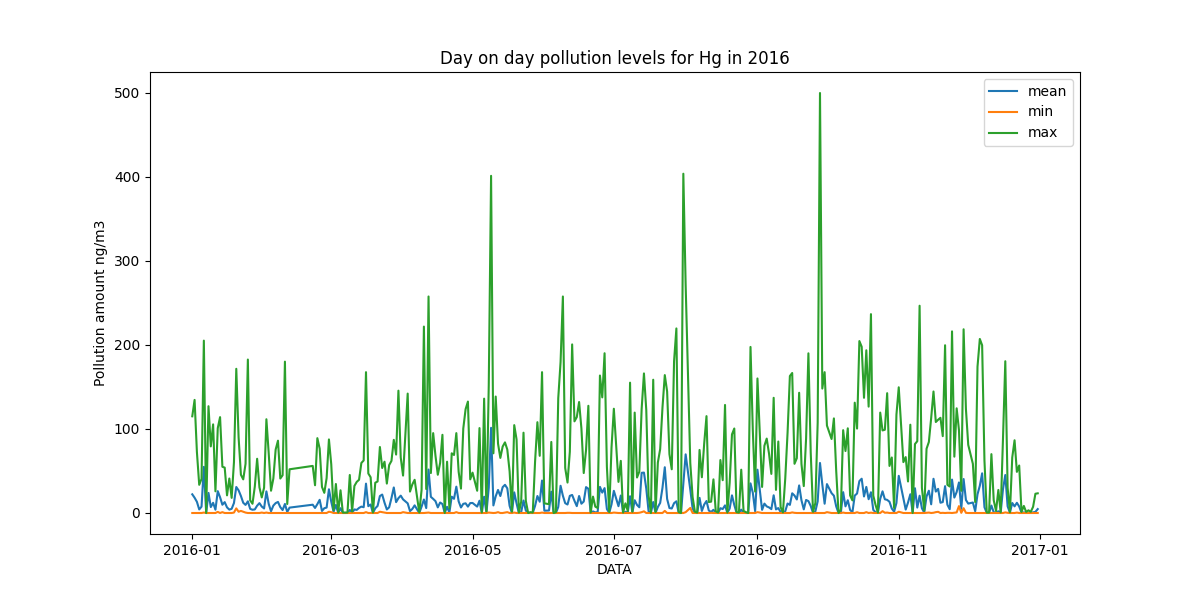 Day on day pollution levels for Hg in 2016
Pollution amount ng/m3
500
400
300
200
100
0
mean
min
max
2016-01 2016-03 2016-05 2016-07 2016-09 2016-11 2017-01
DATA